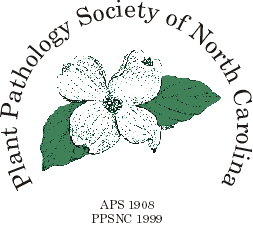 Plant Pathology Society of North Carolina
APS 1908
PPSNC 1999